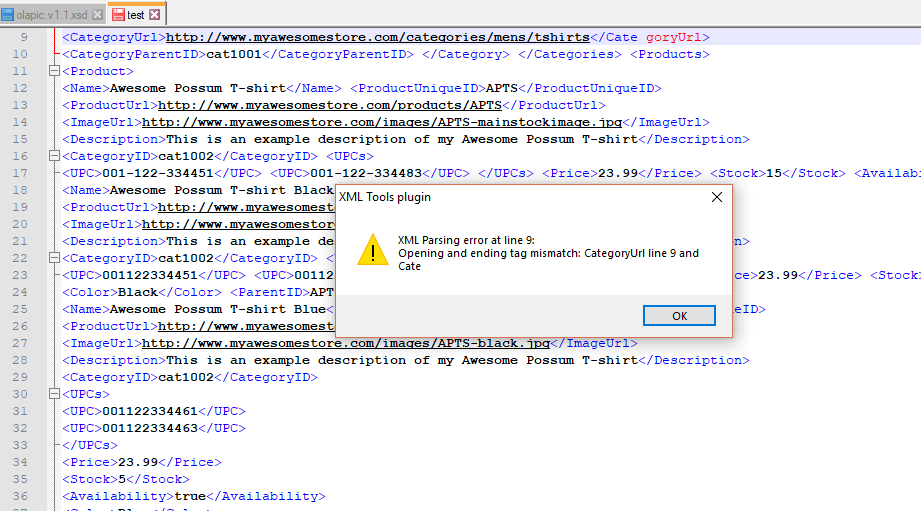 olapic.v1.1.xsd test
9 <CategoryUrl>http://www.myawesomestore.com/categories/mens/tshirts</Cate goryUrl>
10 <CategoryParentID>cat1001</CategoryParentID> </Category> </Categories> <Products>
11 <Product>
12 <Name>Awesome Possum T-shirt</Name> <ProductUniqueID>APTS</ProductUniqueID>
13 <ProductUrl>http://www.myawesomestore.com/products/APTS</ProductUrl>
14 <ImageUrl>http://www.myawesomestore.com/images/APTS-mainstockimage.jpg</ImageUrl>
15 <Description>This is an example description of my Awesome Possum T-shirt</Description>
16 <CategoryID>cat1002</CategoryID> <UPCs>
17 <UPC>001-122-334451</UPC> <UPC>001-122-334483</UPC> </UPCs> <Price>23.99</Price> <Stock>15</Stock> <Availab
18 <Name>Awesome Possum T-shirt Black
19 <ProductUrl>http://www.myawesomest
20 <ImageUrl>http://www.myawesomestor
21 <Description>This is an example de n>
22 <CategoryID>cat1002</CategoryID> <
23 <UPC>001122334451</UPC> <UPC>00112 ce>23.99</Price> <Stock
24 <Color>Black</Color> <ParentID>APT
25 <Name>Awesome Possum T-shirt Blue< eID>
26 <ProductUrl>http://www.myawesomest
27 <ImageUrl>http://www.myawesomestore.com/images/APTS-black.jpg</ImageUrl>
28 <Description>This is an example description of my Awesome Possum T-shirt</Description>
29 <CategoryID>cat1002</CategoryID>
30 <UPCs>
31 <UPC>001122334461</UPC>
32 <UPC>001122334463</UPC>
33 </UPCs>
34 <Price>23.99</Price>
35 <Stock>5</Stock>
36 <Availability>true</Availability>
XML Tools plugin
XML Parsing error at line 9:
Opening and ending tag mismatch: CategoryUrl line 9 and
Cate
OK